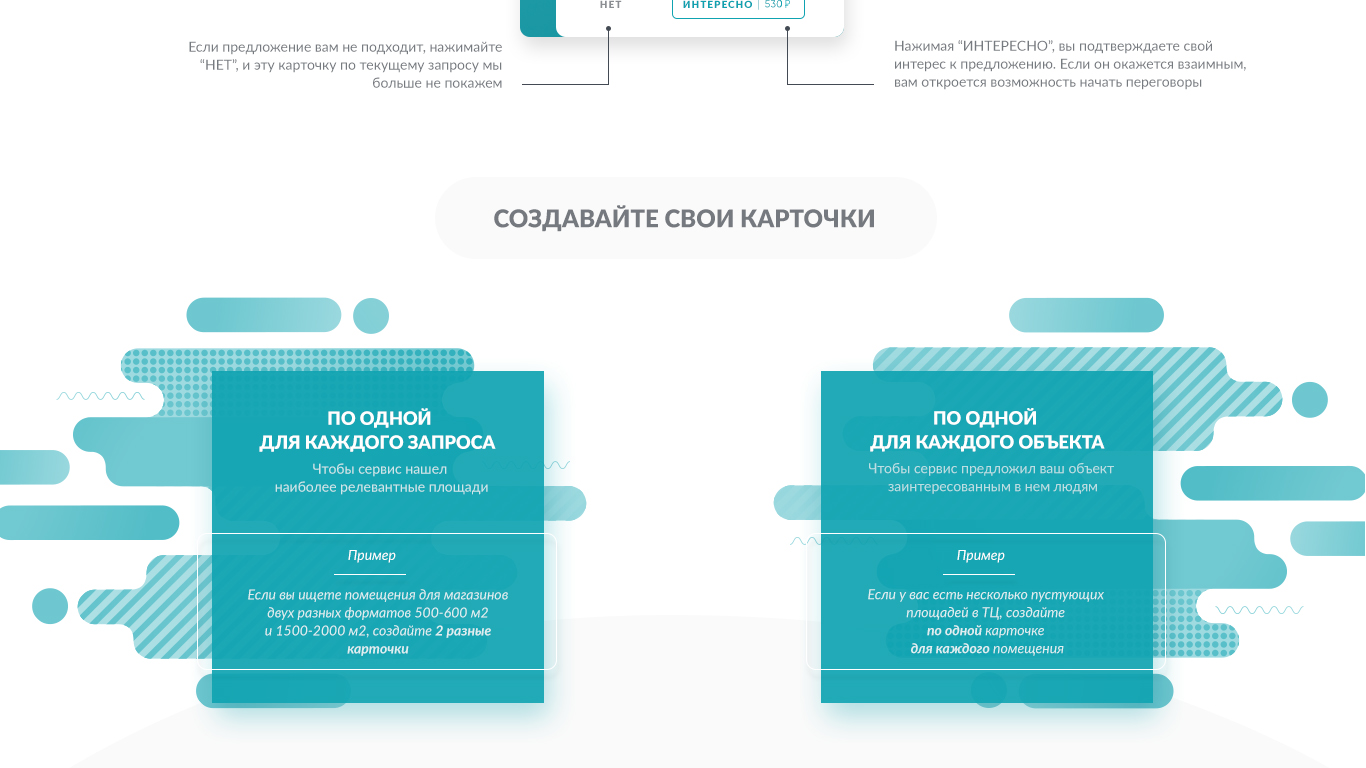 НЕТ
ИНТЕРЕСНО | 530 ₽
Если предложение вам не подходит, нажимайте
“НЕТ”, и эту карточку по текущему запросу мы
больше не покажем
Нажимая “ИНТЕРЕСНО”, вы подтверждаете свой
интерес к предложению. Если он окажется взаимным,
вам откроется возможность начать переговоры
СОЗДАВАЙТЕ СВОИ КАРТОЧКИ
ПО ОДНОЙ
ДЛЯ КАЖДОГО ЗАПРОСА
Чтобы сервис нашел
наиболее релевантные площади
Пример
Если вы ищете помещения для магазинов
двух разных форматов 500-600 м2
и 1500-2000 м2, создайте 2 разные
карточки
ПО ОДНОЙ
ДЛЯ КАЖДОГО ОБЪЕКТА
Чтобы сервис предложил ваш объект
заинтересованным в нем людям
Пример
Если у вас есть несколько пустующих
площадей в ТЦ, создайте
по одной карточке
для каждого помещения